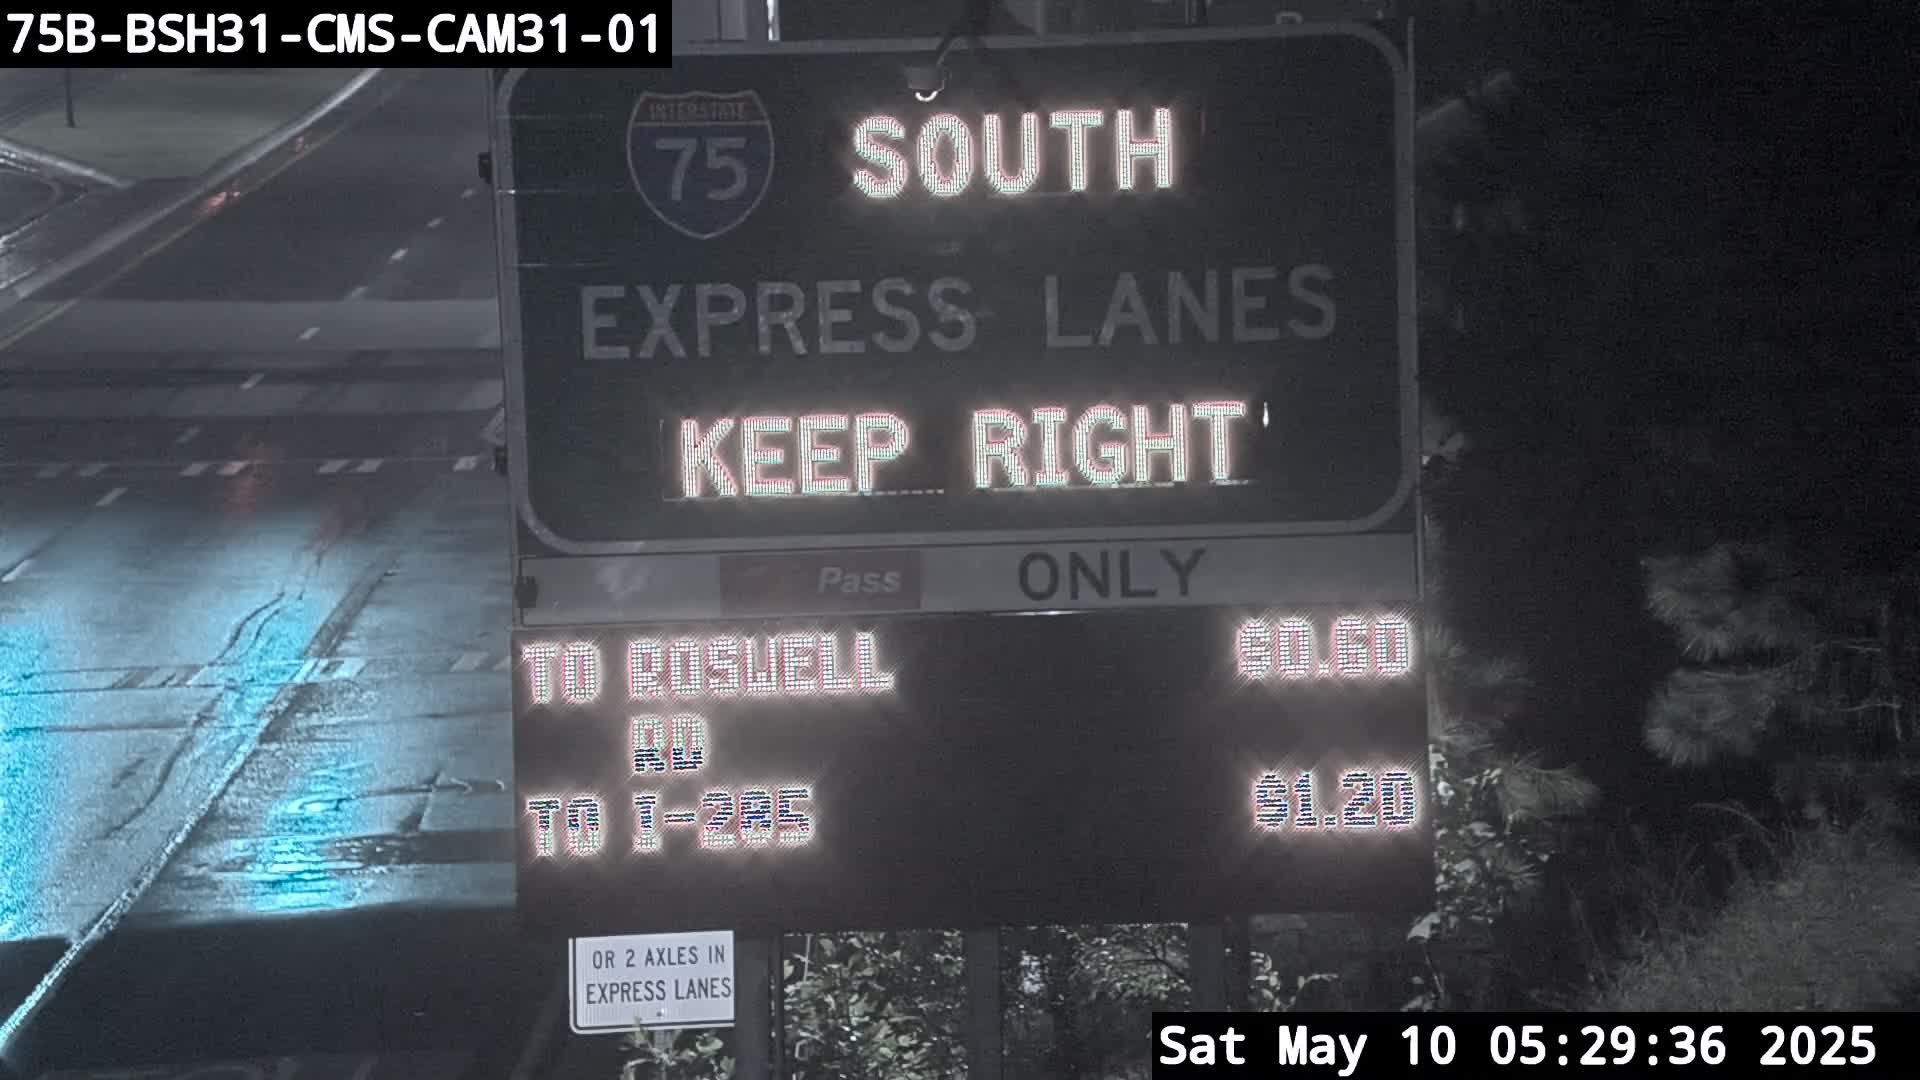 75B-BSH31-CMS-CAM31-01
INTERSTATE
75
SOUTH
EXPRESS LANES
KEEP RIGHT
Pass ONLY
TO ROSWELL $0.60
RD
TO I-285 $1.20
OR 2 AXLES IN
EXPRESS LANES
Sat May 10 05:29:36 2025